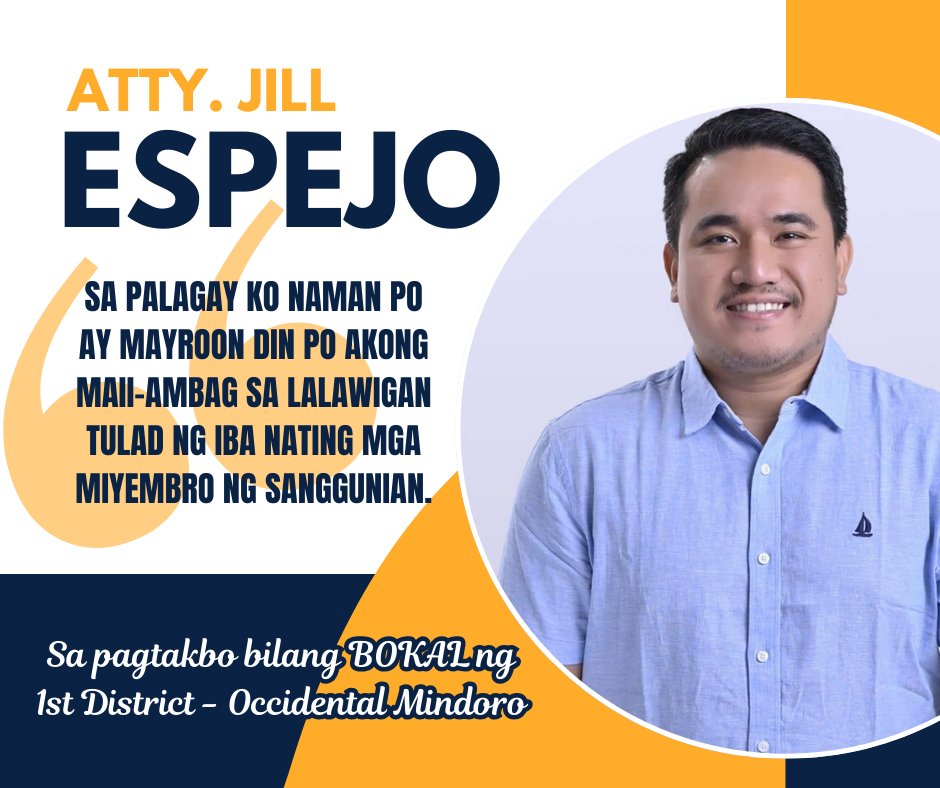 ATTY. JILL
ESPEJO
SA PALAGAY KO NAMAN PO
AY MAYROON DIN PO AKONG
MAII-AMBAG SA LALAWIGAN
TULAD NG IBA NATING MGA
MIYEMBRO NG SANGGUNIAN.
Sa pagtakbo bilang BOKAL ng
1st District - Occidental Mindoro